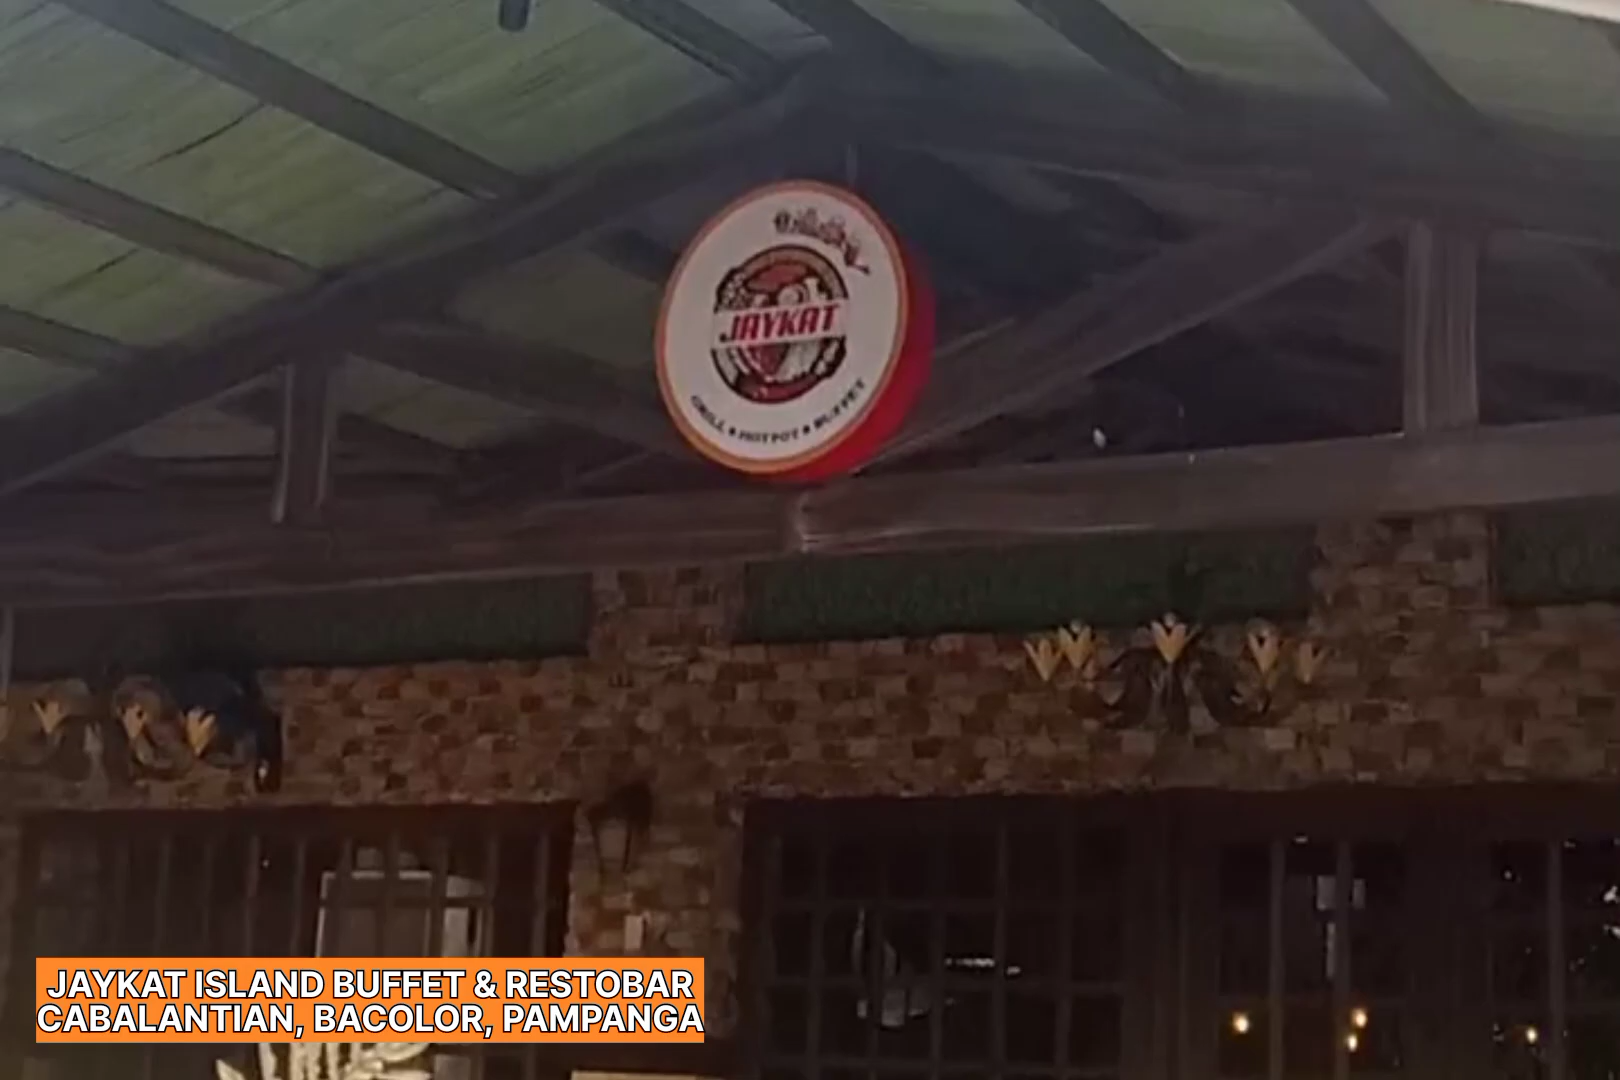 JAYKAT
GRILL • HOTPOT • BUFFET
JAYKAT ISLAND BUFFET & RESTOBAR
CABALANTIAN, BACOLOR, PAMPANGA